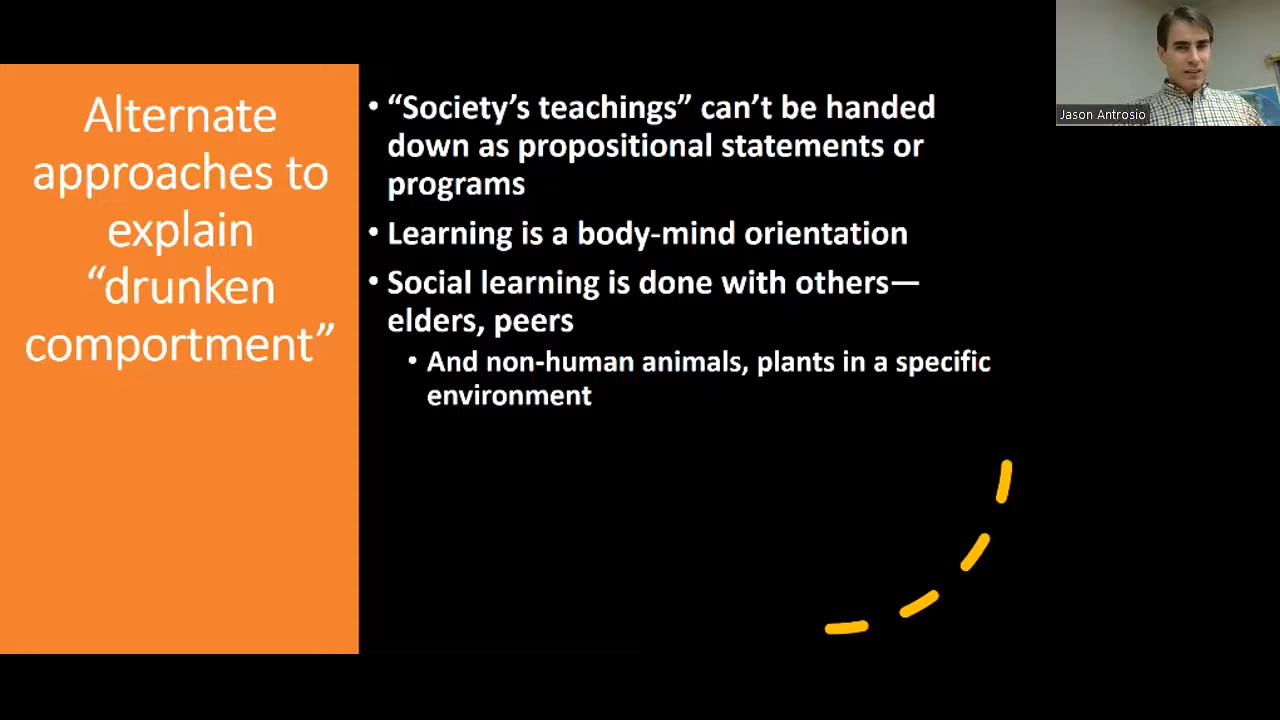 Alternate
approaches to
explain
“drunken
comportment”
• “Society’s teachings” can’t be handed
down as propositional statements or
programs
• Learning is a body-mind orientation
• Social learning is done with others—
elders, peers
• And non-human animals, plants in a specific
environment
Jason Antrosio